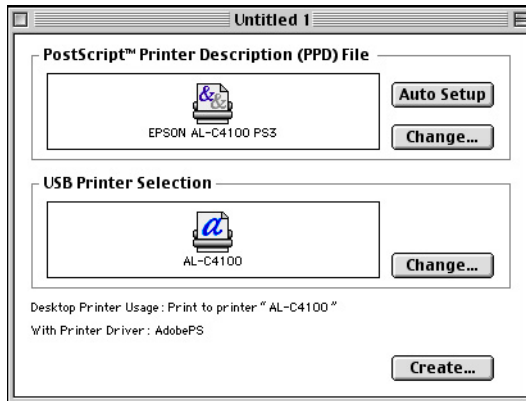 Untitled 1
PostScript™ Printer Description (PPD) File
Auto Setup
EPSON AL-C4100 PS3
Change...
USB Printer Selection
AL-C4100
Change...
Desktop Printer Usage : Print to printer “AL-C4100”
With Printer Driver : AdobePS
Create...